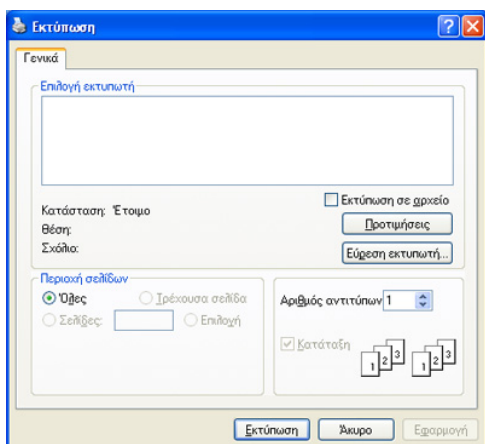 Εκτύπωση
Γενικά
Επιλογή εκτυπωτή
Εκτύπωση σε αρχείο
Κατάσταση: Έτοιμο
Θέση:
Σχόλιο:
Προτιμήσεις
Εύρεση εκτυπωτή...
Περιοχή σελίδων
Όλες Τρέχουσα σελίδα
Σελίδες: Επιλογή
Αριθμός αντιτύπων 1
Κατάταξη
1 2 3 1 2 3
Εκτύπωση Άκυρο Εφαρμογή